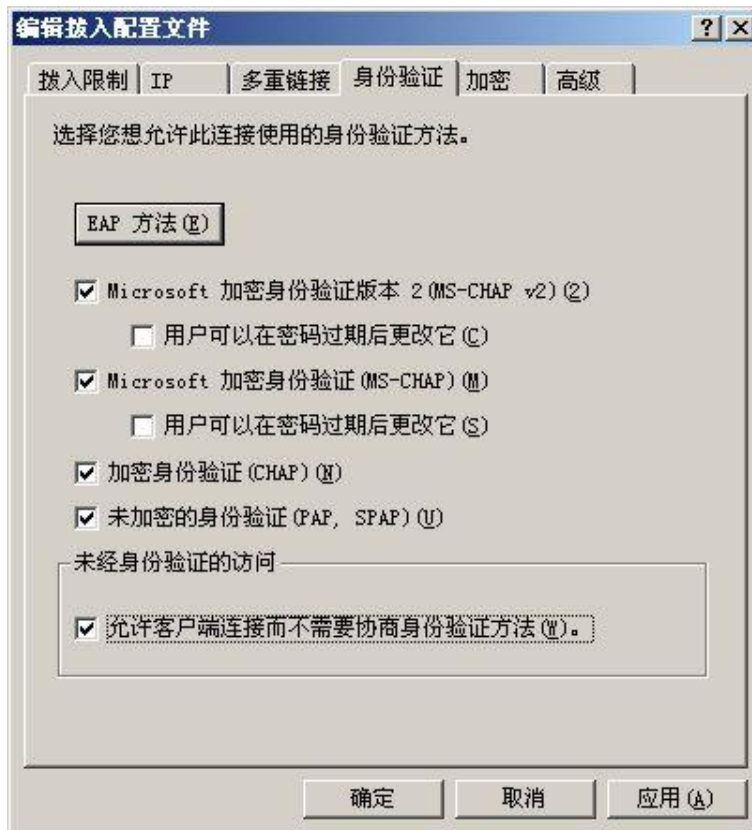 编辑拨入配置文件
拨入限制 IP 多重链接 身份验证 加密 高级
选择您想允许此连接使用的身份验证方法。
EAP 方法(E)
Microsoft 加密身份验证版本 2(MS-CHAP v2)(2)
用户可以在密码过期后更改它(C)
Microsoft 加密身份验证(MS-CHAP)(M)
用户可以在密码过期后更改它(S)
加密身份验证(CHAP)(N)
未加密的身份验证(PAP, SPAP)(U)
未经身份验证的访问
允许客户端连接而不需要协商身份验证方法(W)。
确定 取消 应用(A)